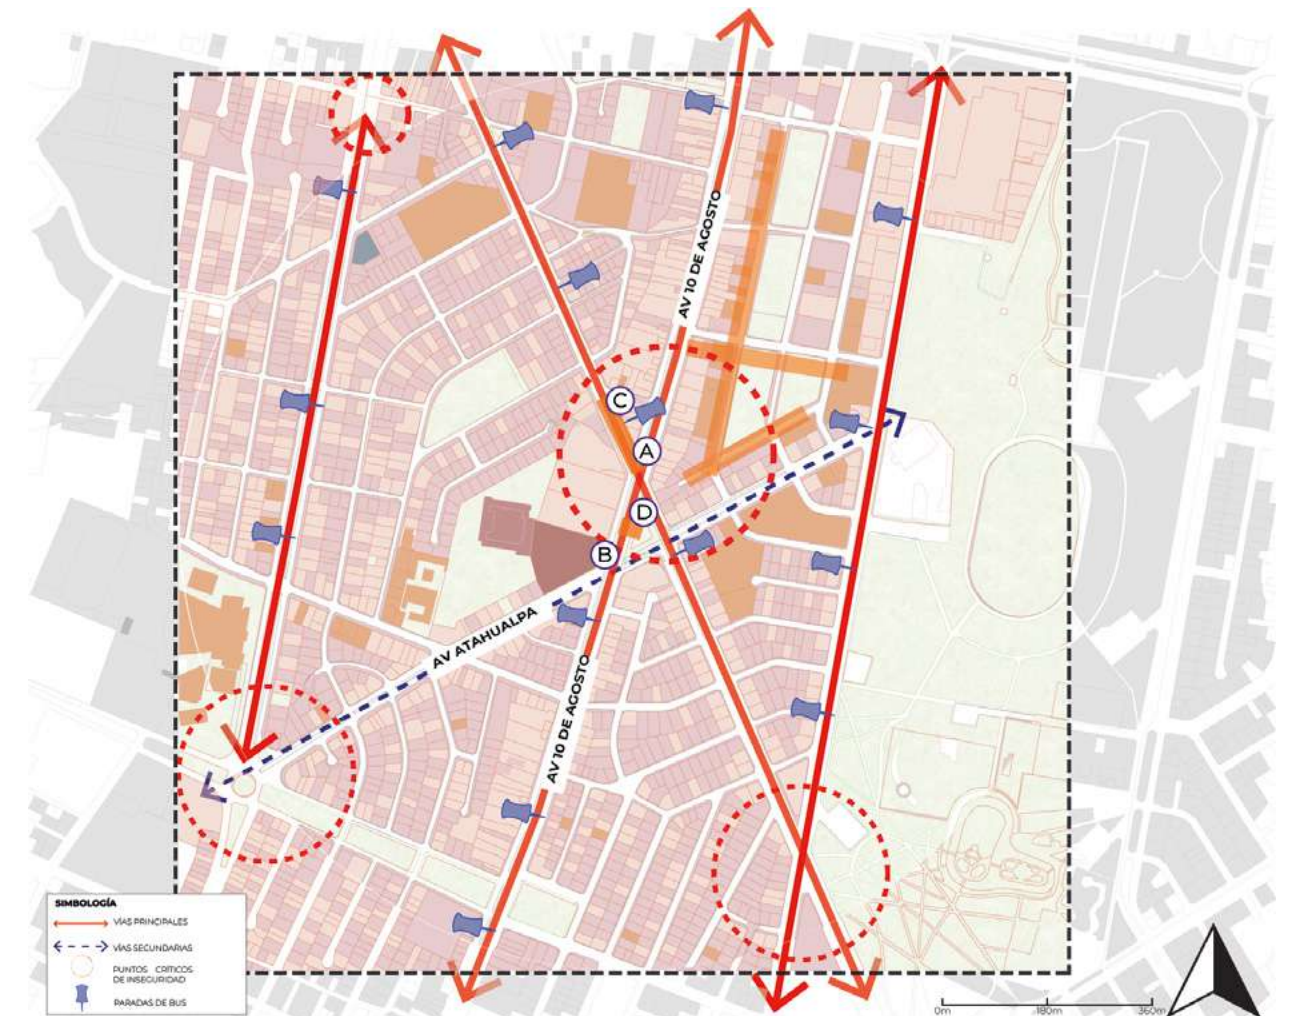 AV 10 DE AGOSTO
C
A
D
B
AV ATAHUALPA
AV 10 DE AGOSTO
SIMBOLOGÍA
VÍAS PRINCIPALES
VÍAS SECUNDARIAS
PUNTOS CRÍTICOS
DE INSEGURIDAD
PARADAS DE BUS
0m 180m 360m